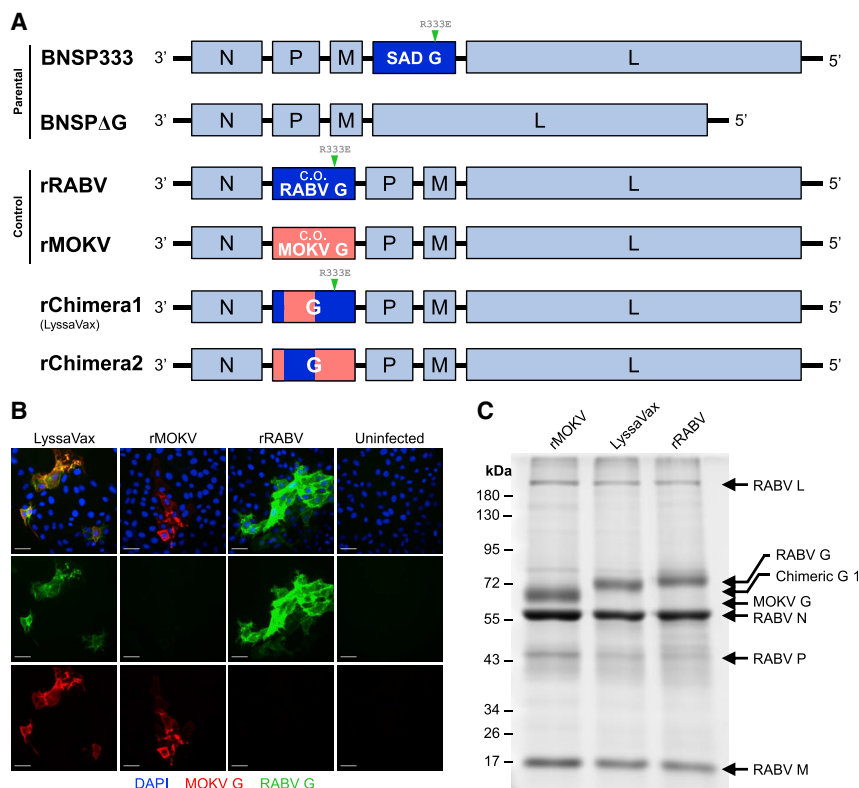 A
Parental
BNSP333 3’ N P M SAD G R333E L 5’
BNSPΔG 3’ N P M L 5’
Control
rRABV 3’ N C.O. RABV G R333E P M L 5’
rMOKV 3’ N C.O. MOKV G P M L 5’
rChimera1 (LyssaVax) 3’ N G R333E P M L 5’
rChimera2 3’ N G P M L 5’
B
LyssaVax rMOKV rRABV Uninfected
DAPI MOKV G RABV G
C
rMOKV LyssaVax rRABV
kDa
180
130
95
72
55
43
34
26
17
RABV L
RABV G
Chimeric G 1
MOKV G
RABV N
RABV P
RABV M